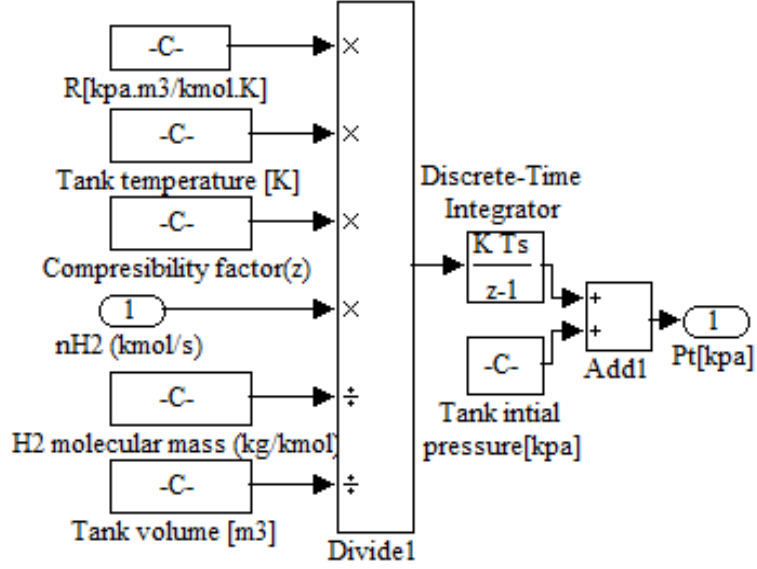 -C-
×
R[kpa.m3/kmol.K]
-C-
×
Tank temperature [K]
-C-
×
Compresibility factor(z)
1
×
nH2 (kmol/s)
-C-
÷
H2 molecular mass (kg/kmol)
-C-
÷
Tank volume [m3]
Divide1
Discrete-Time
Integrator
K Ts
z-1
-C-
Tank intial
pressure[kpa]
+
+
Add1
1
Pt[kpa]